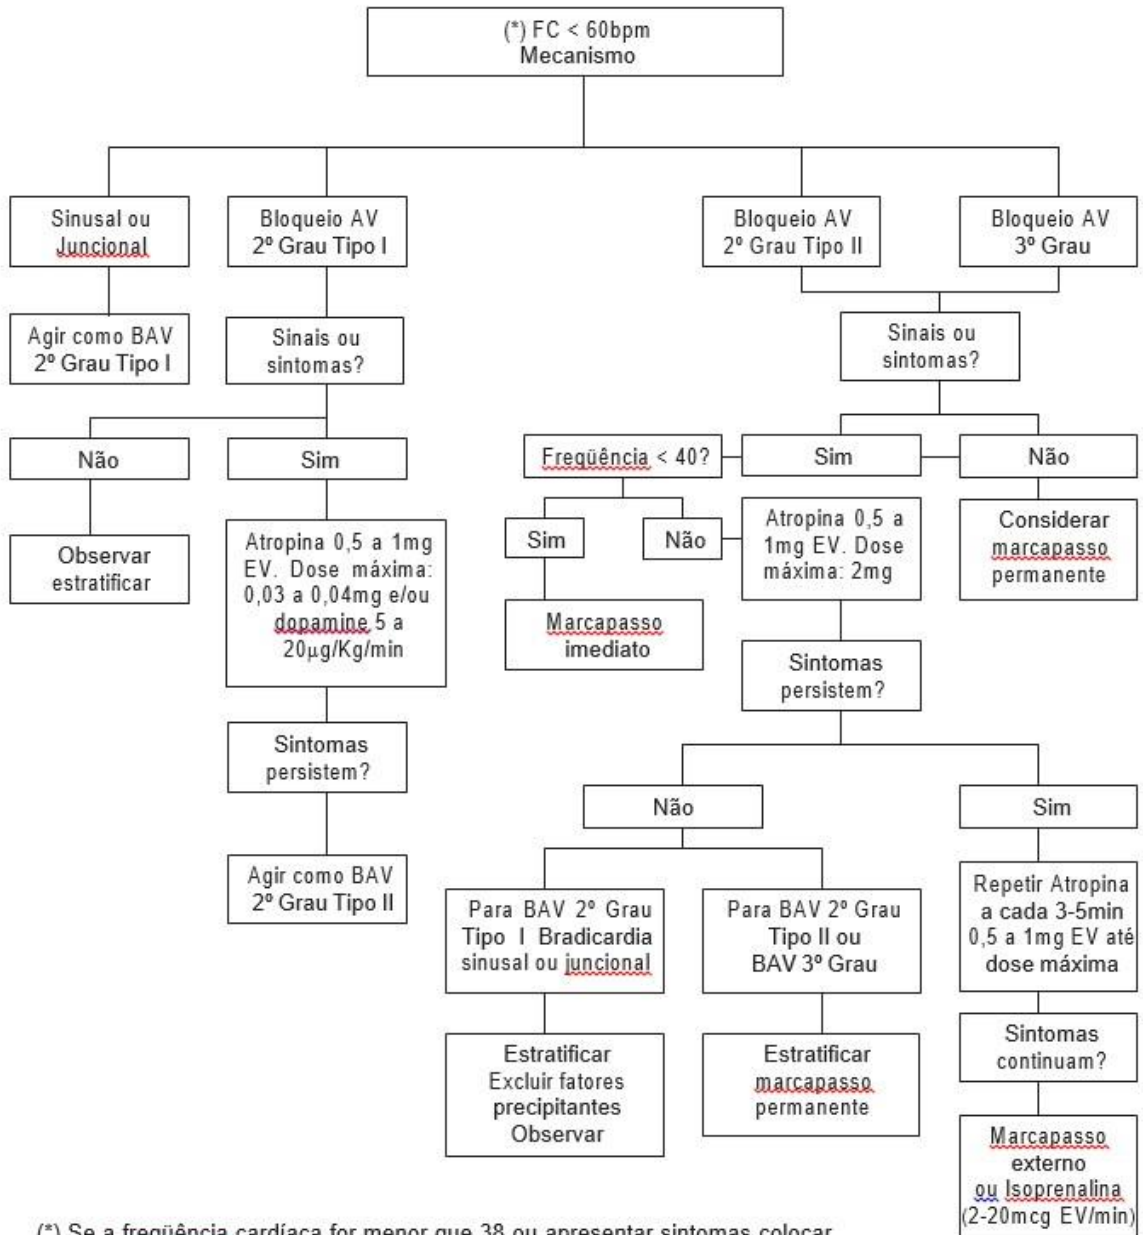 (*) FC < 60bpm
Mecanismo
Sinusal ou
Juncional
Bloqueio AV
2º Grau Tipo I
Bloqueio AV
2º Grau Tipo II
Bloqueio AV
3º Grau
Agir como BAV
2º Grau Tipo I
Sinais ou
sintomas?
Sinais ou
sintomas?
Não
Sim
Freqüência < 40?
Sim
Não
Observar
estratificar
Atropina 0,5 a 1mg
EV. Dose máxima:
0,03 a 0,04mg e/ou
dopamine 5 a
20µg/Kg/min
Sim
Não
Atropina 0,5 a
1mg EV. Dose
máxima: 2mg
Considerar
marcapasso
permanente
Marcapasso
imediato
Sintomas
persistem?
Sintomas
persistem?
Não
Sim
Agir como BAV
2º Grau Tipo II
Para BAV 2º Grau
Tipo I Bradicardia
sinusal ou juncional
Para BAV 2º Grau
Tipo II ou
BAV 3º Grau
Repetir Atropina
a cada 3-5min
0,5 a 1mg EV até
dose máxima
Estratificar
Excluir fatores
precipitantes
Observar
Estratificar
marcapasso
permanente
Sintomas
continuam?
Marcapasso
externo
ou Isoprenalina
(2-20mcg EV/min)
(*) Se a freqüência cardíaca for menor que 38 ou apresentar sintomas colocar